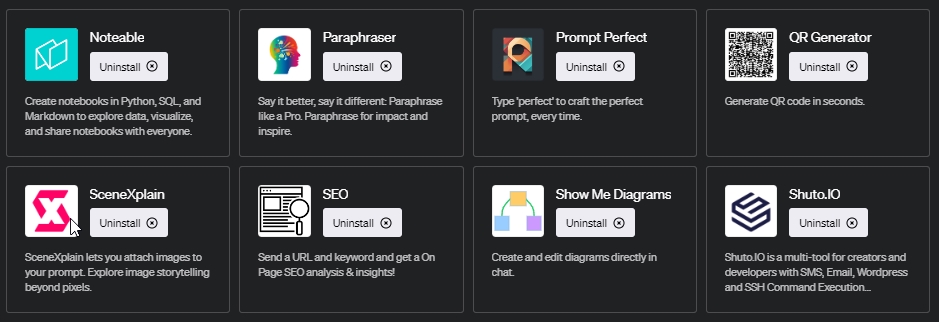 Noteable
Uninstall
Create notebooks in Python, SQL, and
Markdown to explore data, visualize,
and share notebooks with everyone.
Paraphraser
Uninstall
Say it better, say it different: Paraphrase
like a Pro. Paraphrase for impact and
inspire.
Prompt Perfect
Uninstall
Type 'perfect' to craft the perfect
prompt, every time.
QR Generator
Uninstall
Generate QR code in seconds.
SceneXplain
Uninstall
SceneXplain lets you attach images to
your prompt. Explore image storytelling
beyond pixels.
SEO
Uninstall
Send a URL and keyword and get a On
Page SEO analysis & insights!
Show Me Diagrams
Uninstall
Create and edit diagrams directly in
chat.
Shuto.IO
Uninstall
Shuto.IO is a multi-tool for creators and
developers with SMS, Email, Wordpress
and SSH Command Execution...